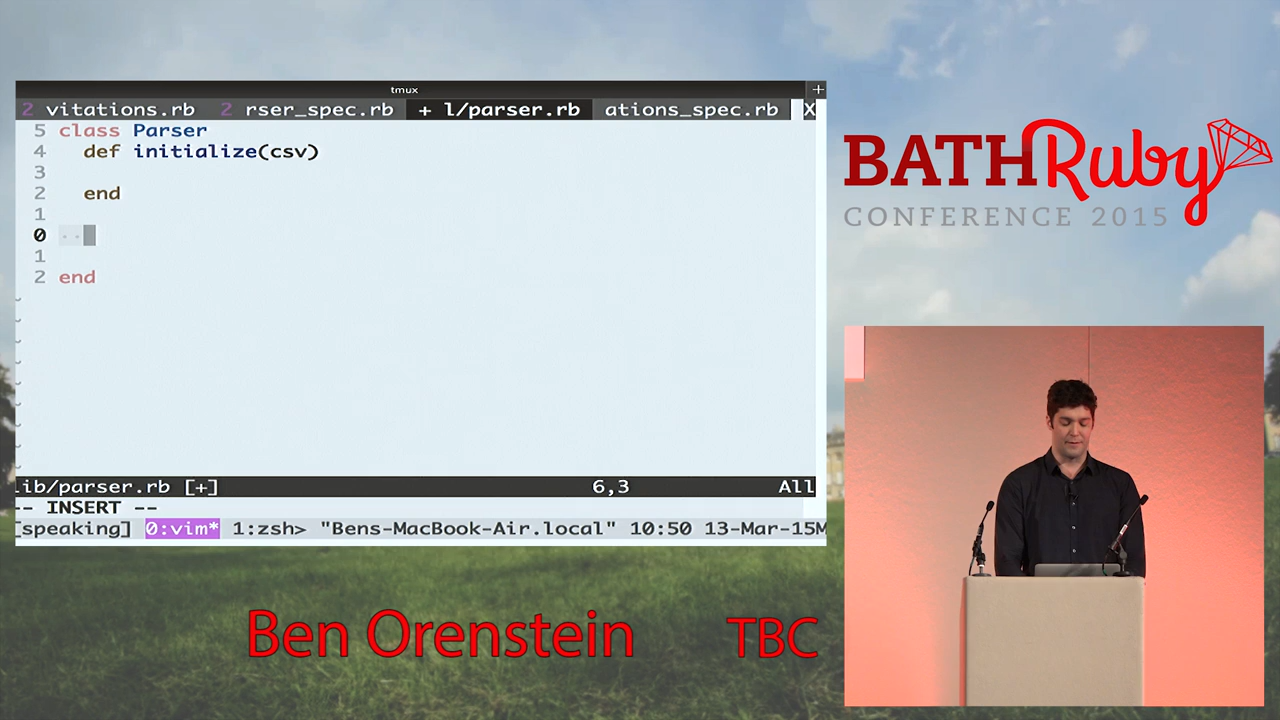 tmux +
2 vitations.rb 2 rser_spec.rb + l/parser.rb ations_spec.rb X
5 class Parser
4 def initialize(csv)
3
2 end
1
0
1
2 end
lib/parser.rb [+] 6,3 All
-- INSERT --
[speaking] 0:vim* 1:zsh> "Bens-MacBook-Air.local" 10:50 13-Mar-15M
BATHRuby
CONFERENCE 2015
Ben Orenstein TBC